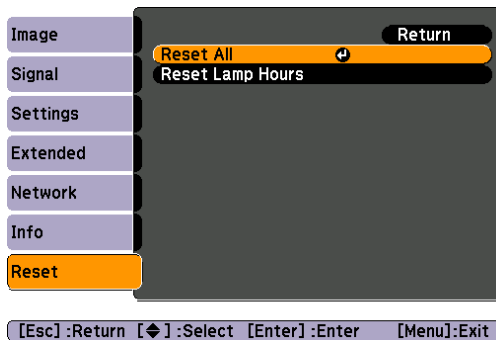 Image
Signal
Settings
Extended
Network
Info
Reset
Return
Reset All
Reset Lamp Hours
[Esc] :Return [◆] :Select [Enter] :Enter [Menu]:Exit